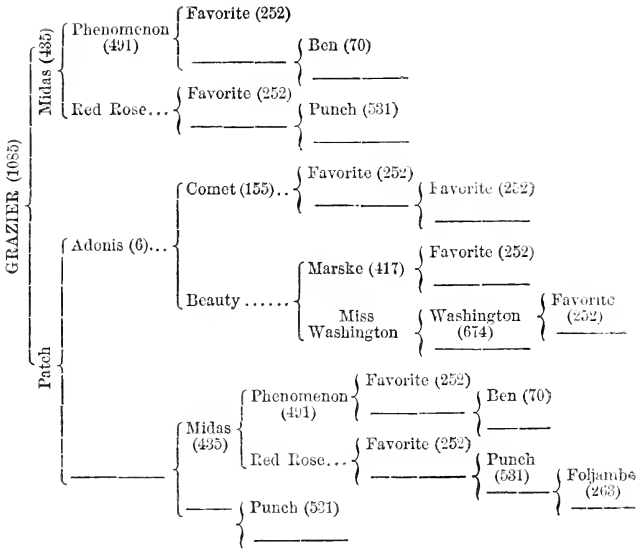 Favorite (252)
Phenomenon
(491)
Ben (70)
Midas (435)
Favorite (252)
Red Rose...
Punch (531)
GRAZIER (1085)
Favorite (252)
Comet (155)..
Favorite (252)
Adonis (6)...
Favorite (252)
Marske (417)
Beauty ......
Miss
Washington
Washington
(674)
Favorite
(252)
Patch
Favorite (252)
Phenomenon
(491)
Ben (70)
Midas
(435)
Favorite (252)
Red Rose...
Punch
(531)
Foljambe
(263)
Punch (531)